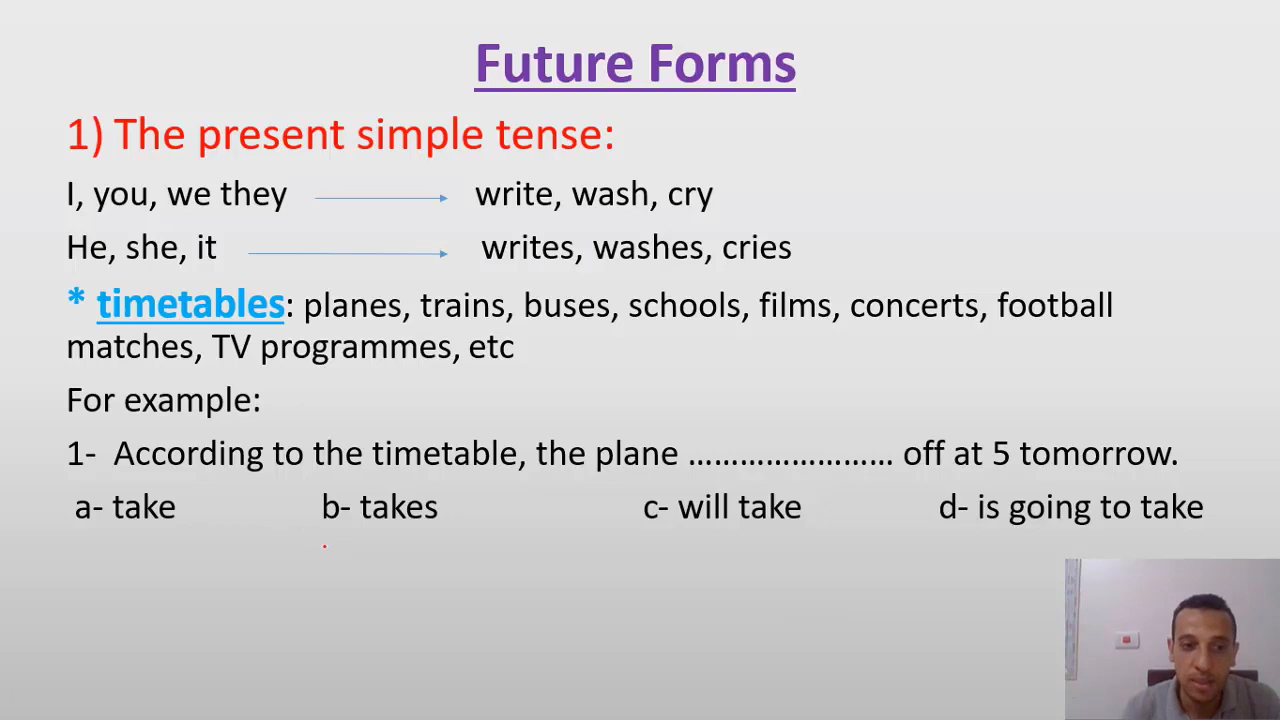 Future Forms
1) The present simple tense:
I, you, we they write, wash, cry
He, she, it writes, washes, cries
* timetables: planes, trains, buses, schools, films, concerts, football
matches, TV programmes, etc
For example:
1- According to the timetable, the plane …………………… off at 5 tomorrow.
a- take b- takes c- will take d- is going to take